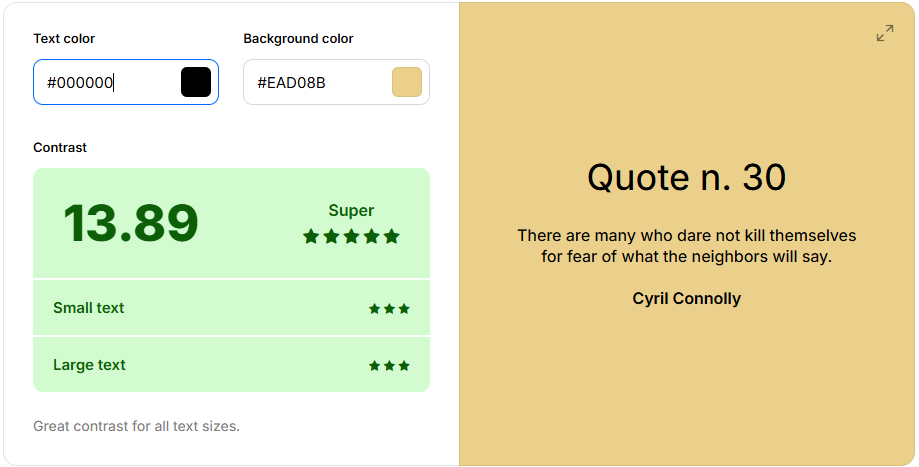 Text color
Background color
#000000
#EAD08B
Contrast
13.89
Super
Small text
Large text
Great contrast for all text sizes.
Quote n. 30
There are many who dare not kill themselves
for fear of what the neighbors will say.
Cyril Connolly